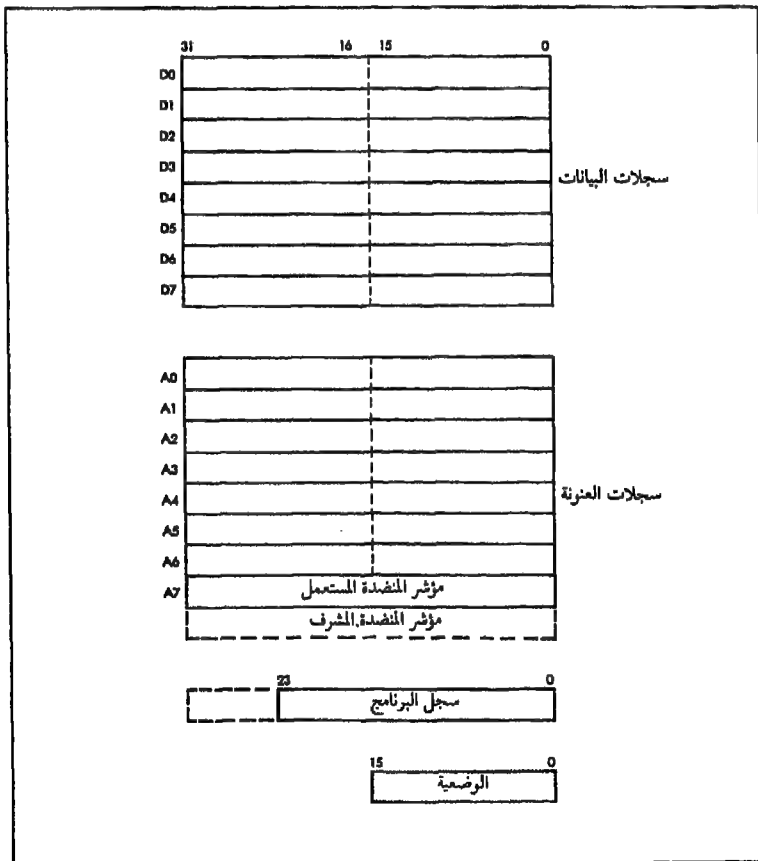 31 16 15 0
D0
D1
D2
D3
سجلات البيانات
D4
D5
D6
D7
A0
A1
A2
A3
سجلات العنونة
A4
A5
A6
A7 مؤشر المنضدة المستعمل
مؤشر المنضدة.المشرف
23 0
سجل البرنامج
15 0
الوضعية